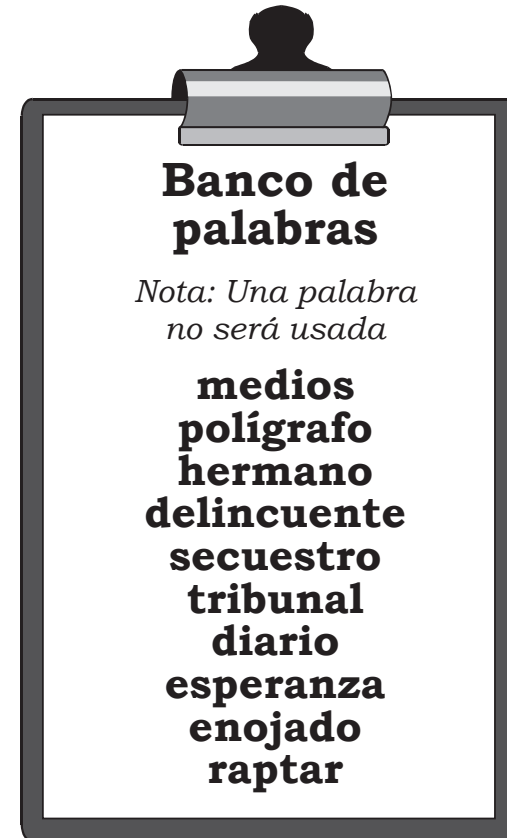 Banco de
palabras
Nota: Una palabra
no será usada
medios
polígrafo
hermano
delincuente
secuestro
tribunal
diario
esperanza
enojado
raptar